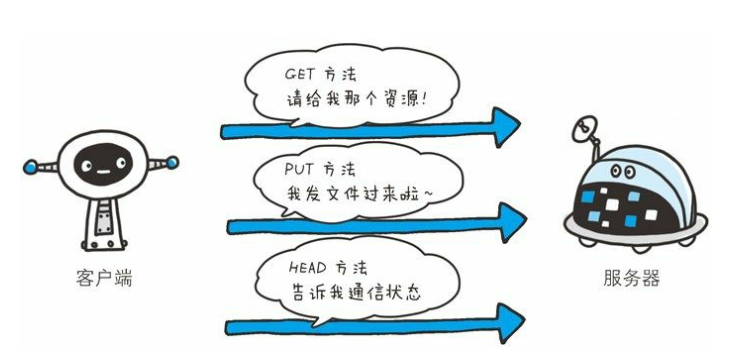 GET 方法
请给我那个资源!
PUT 方法
我发文件过来啦~
HEAD 方法
告诉我通信状态
客户端
服务器